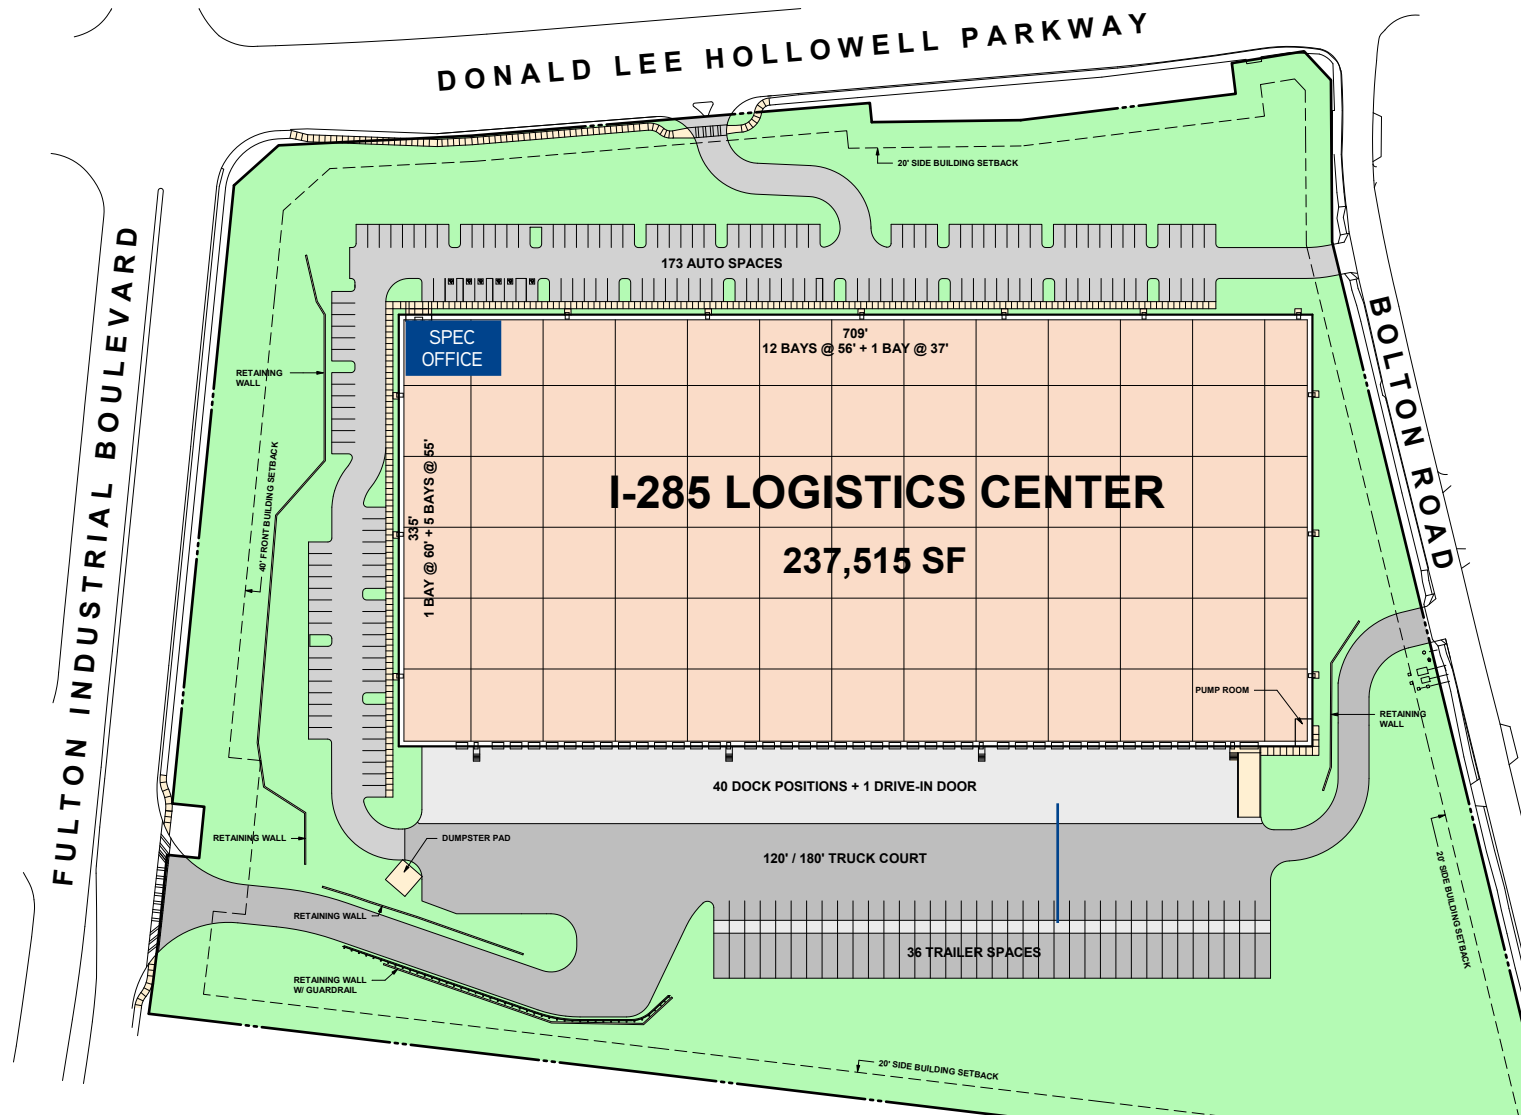 DONALD LEE HOLLOWELL PARKWAY
20' SIDE BUILDING SETBACK
FULTON INDUSTRIAL BOULEVARD
BOLTON ROAD
173 AUTO SPACES
SPEC
OFFICE
709'
12 BAYS @ 56' + 1 BAY @ 37'
RETAINING
WALL
40' FRONT BUILDING SETBACK
335'
1 BAY @ 60' + 5 BAYS @ 55'
I-285 LOGISTICS CENTER
237,515 SF
PUMP ROOM
RETAINING
WALL
40 DOCK POSITIONS + 1 DRIVE-IN DOOR
RETAINING WALL
DUMPSTER PAD
120' / 180' TRUCK COURT
20' SIDE BUILDING SETBACK
RETAINING WALL
36 TRAILER SPACES
RETAINING WALL
W/ GUARDRAIL
20' SIDE BUILDING SETBACK